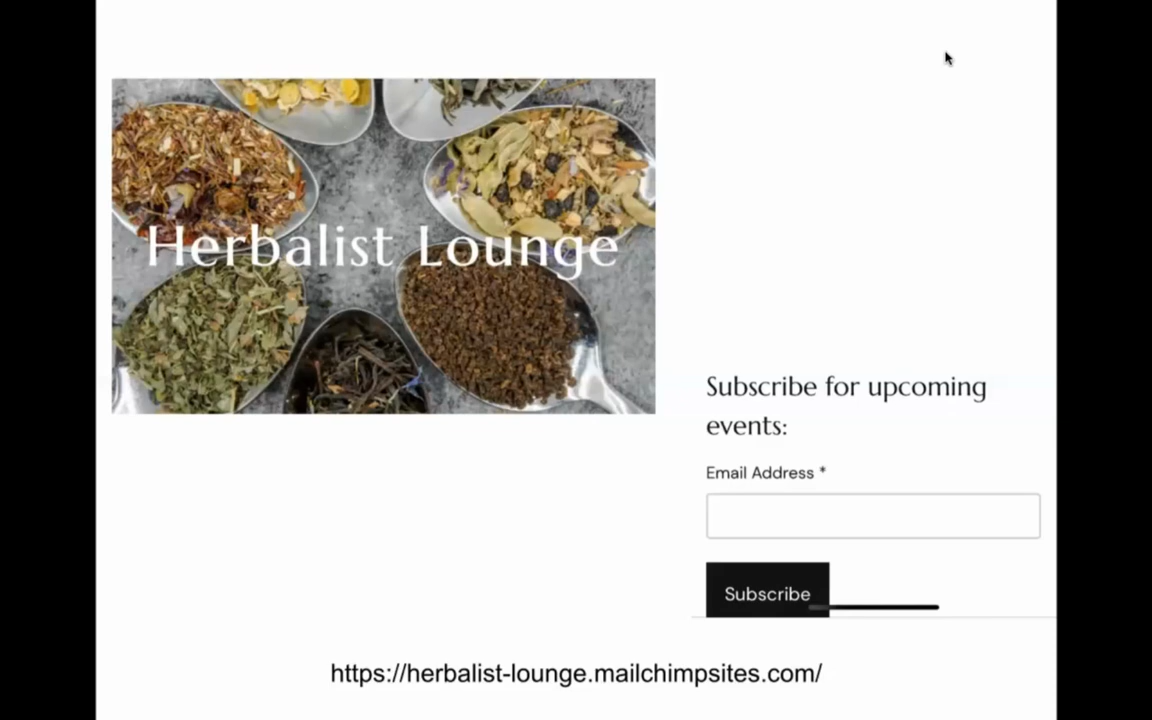 Herbalist Lounge
Subscribe for upcoming
events:
Email Address *
Subscribe
https://herbalist-lounge.mailchimpsites.com/